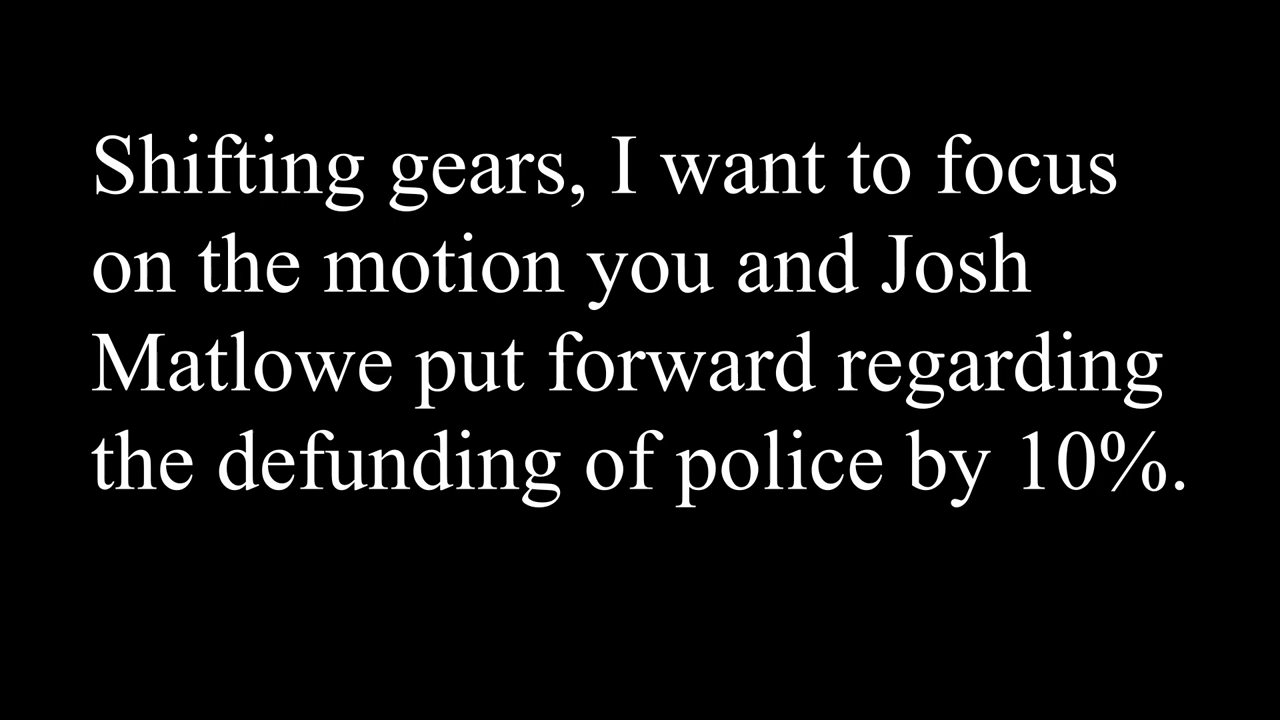 Shifting gears, I want to focus
on the motion you and Josh
Matlowe put forward regarding
the defunding of police by 10%.